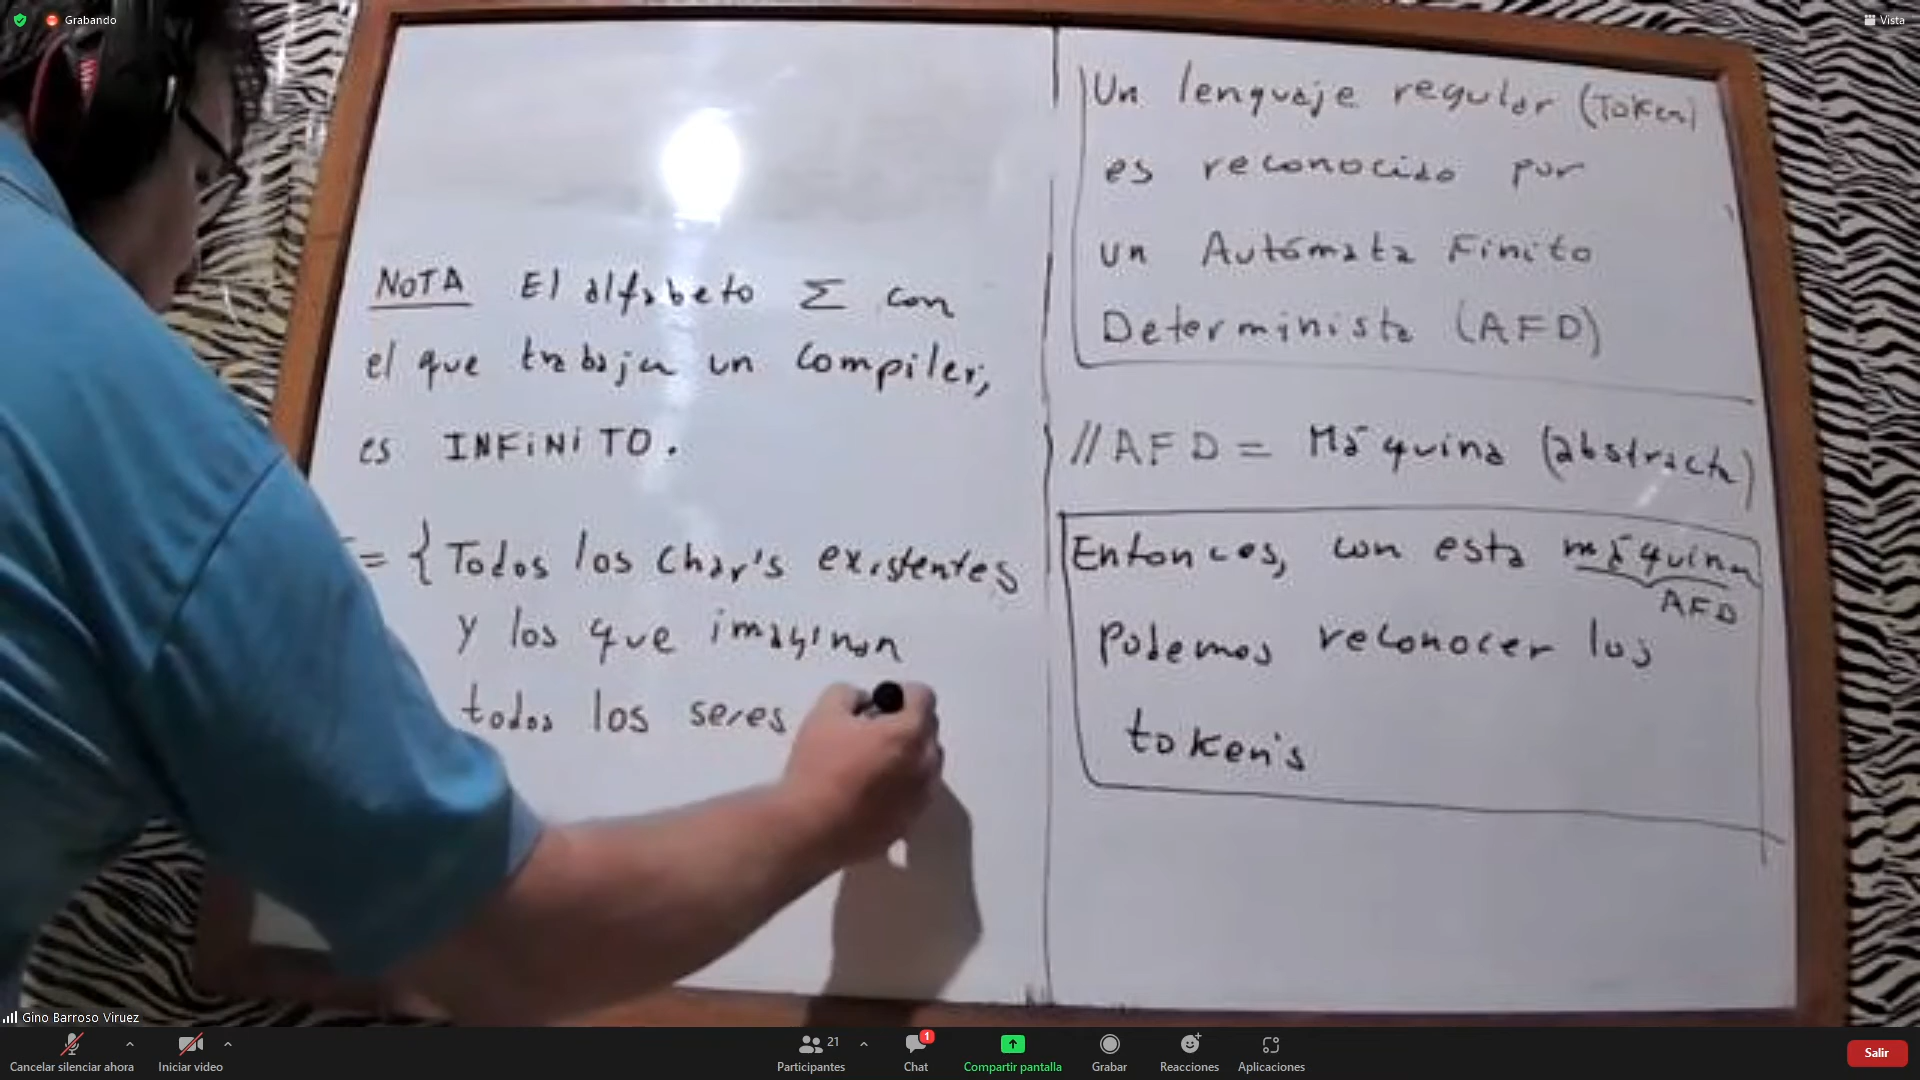 Grabando
Vista
NOTA El alfabeto Σ con
el que trabaja un compiler,
es INFINITO.
= {Todos los char's existentes
y los que imaginan
todos los seres
Un lenguaje regular (Token)
es reconocido por
un Autómata Finito
Determinista (AFD)
//AFD = Máquina (abstracta)
Entonces, con esta máquina
AFD
Podemos reconocer los
token's
Gino Barroso Viruez
Cancelar silenciar ahora
Iniciar video
21
Participantes
1
Chat
Compartir pantalla
Grabar
Reacciones
Aplicaciones
Salir